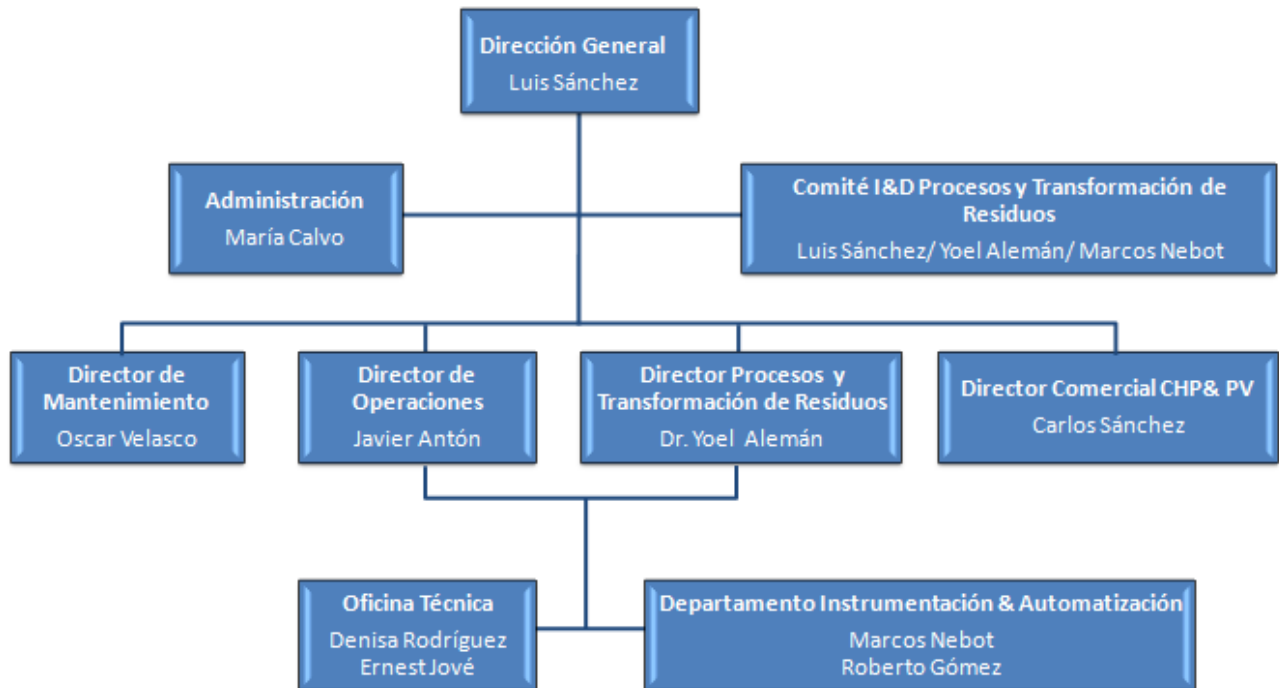 Dirección General
Luis Sánchez
Administración
María Calvo
Comité I&D Procesos y Transformación de
Residuos
Luis Sánchez/ Yoel Alemán/ Marcos Nebot
Director de
Mantenimiento
Oscar Velasco
Director de
Operaciones
Javier Antón
Director Procesos y
Transformación de Residuos
Dr. Yoel Alemán
Director Comercial CHP& PV
Carlos Sánchez
Oficina Técnica
Denisa Rodríguez
Ernest Jové
Departamento Instrumentación & Automatización
Marcos Nebot
Roberto Gómez